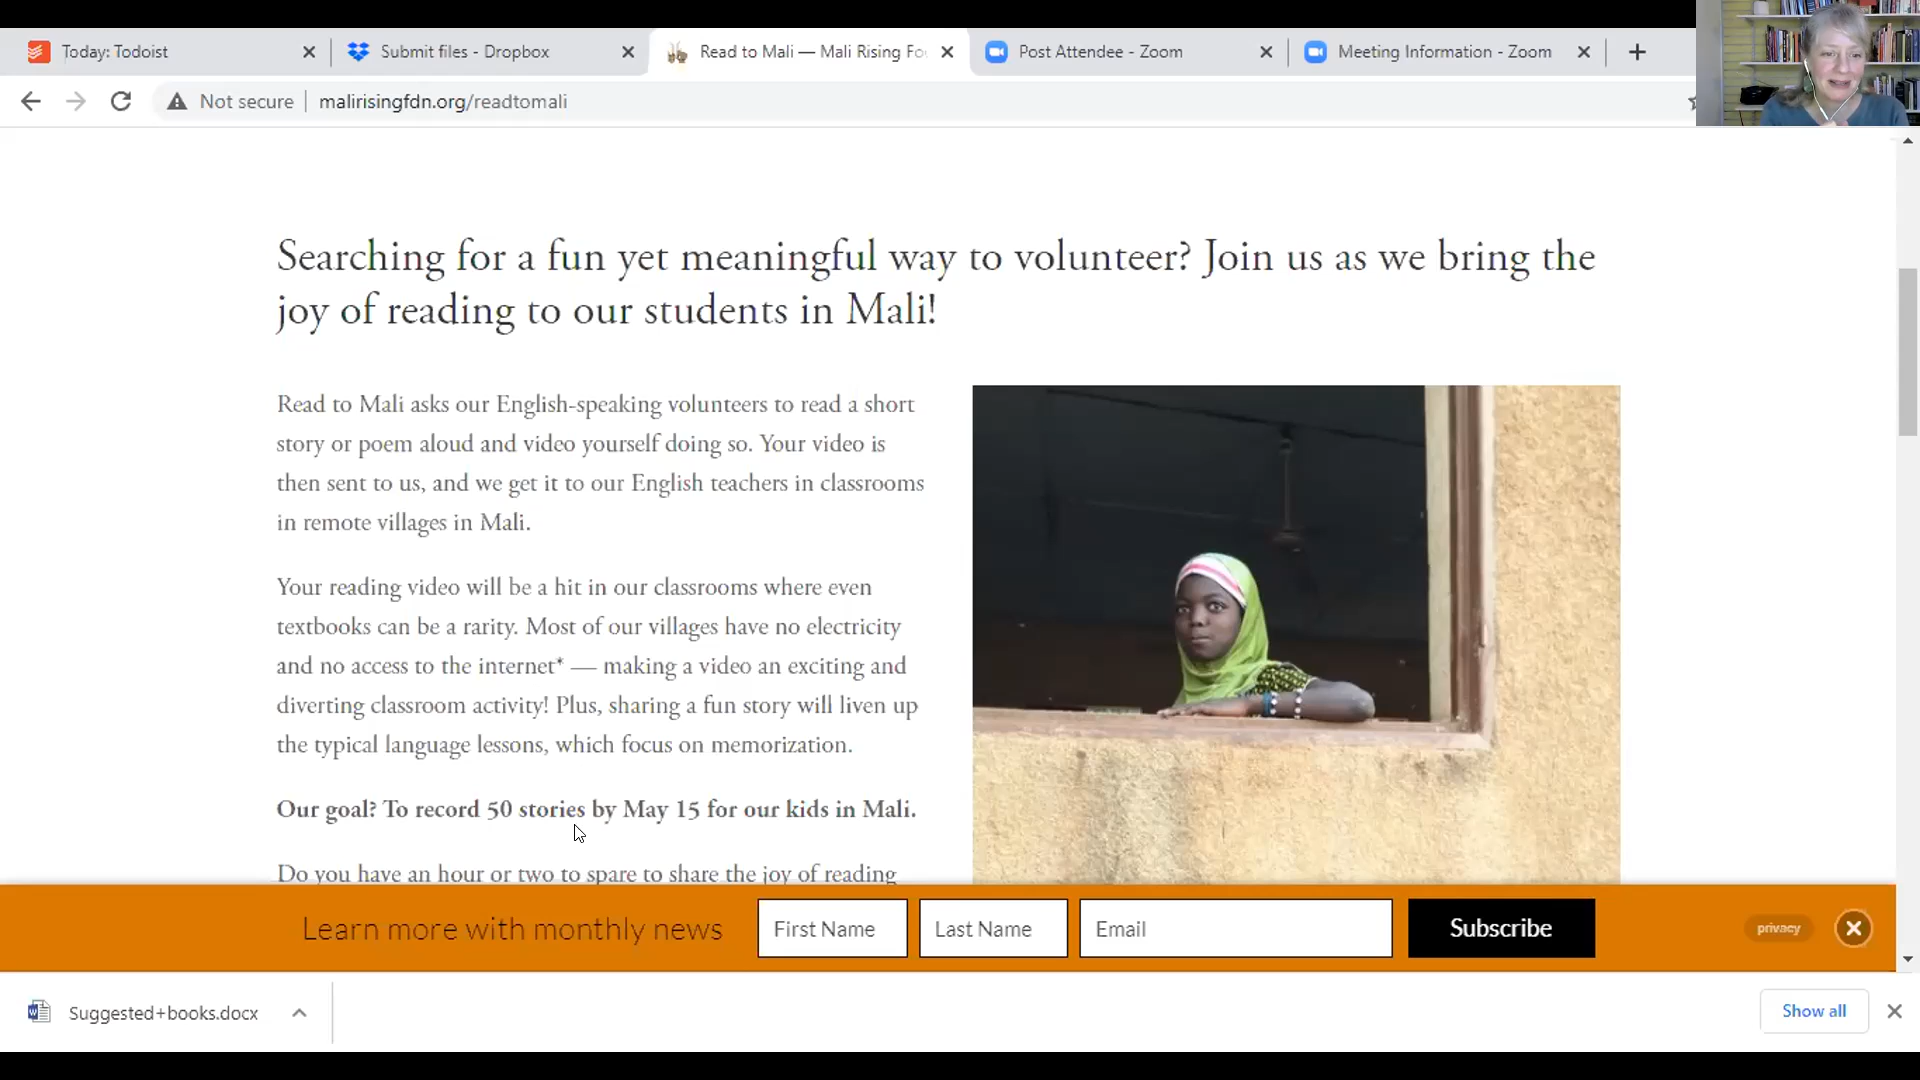 Today: Todoist
Submit files - Dropbox
Read to Mali — Mali Rising Fo
Post Attendee - Zoom
Meeting Information - Zoom
Not secure
malirisingfdn.org/readtomali
Searching for a fun yet meaningful way to volunteer? Join us as we bring the
joy of reading to our students in Mali!
Read to Mali asks our English-speaking volunteers to read a short
story or poem aloud and video yourself doing so. Your video is
then sent to us, and we get it to our English teachers in classrooms
in remote villages in Mali.
Your reading video will be a hit in our classrooms where even
textbooks can be a rarity. Most of our villages have no electricity
and no access to the internet* — making a video an exciting and
diverting classroom activity! Plus, sharing a fun story will liven up
the typical language lessons, which focus on memorization.
Our goal? To record 50 stories by May 15 for our kids in Mali.
Do you have an hour or two to spare to share the joy of reading
Learn more with monthly news
First Name
Last Name
Email
Subscribe
privacy
Suggested+books.docx
Show all